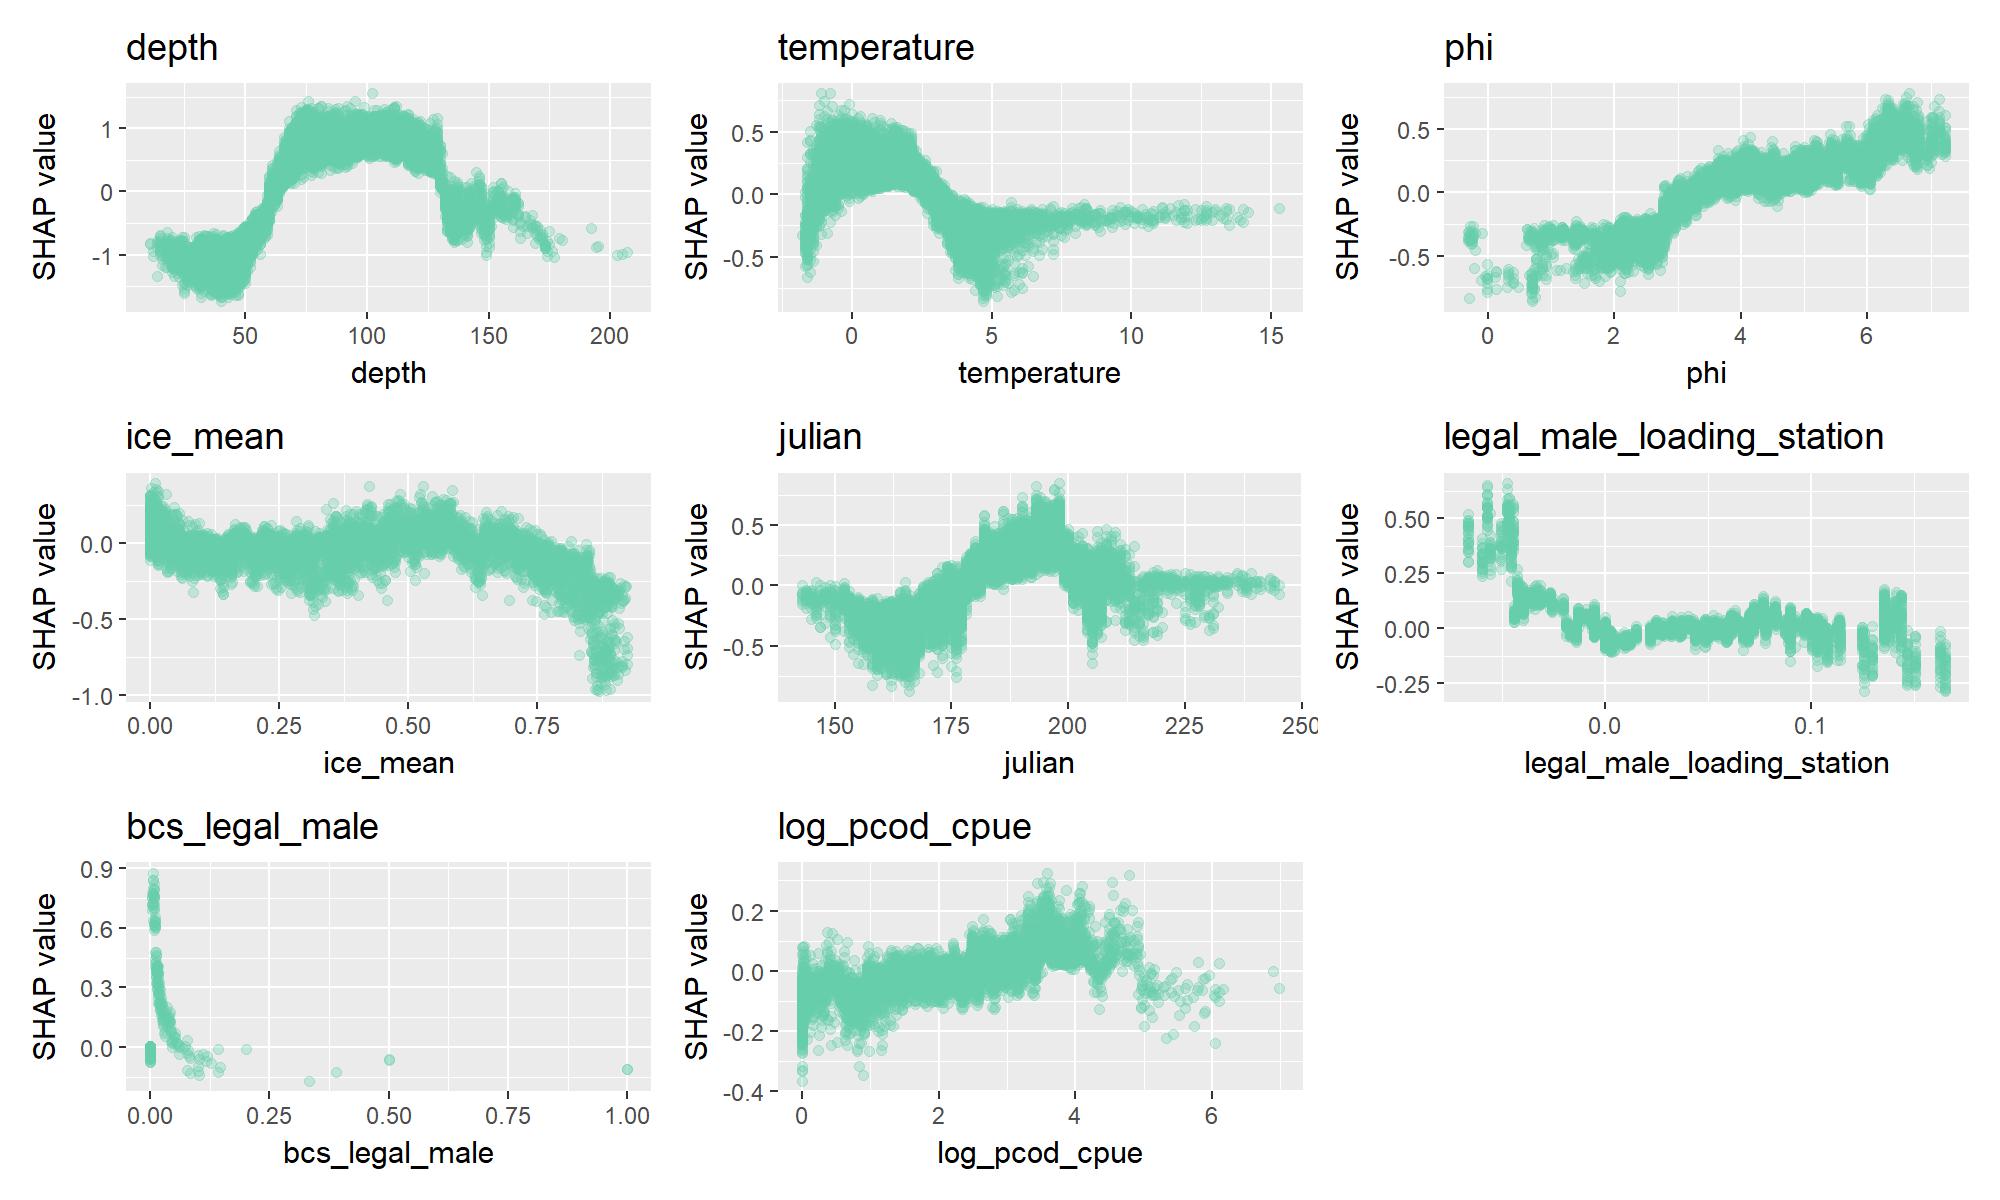 depth
temperature
phi
SHAP value
1
0
-1
50
100
150
200
depth
SHAP value
0.5
0.0
-0.5
0
5
10
15
temperature
SHAP value
0.5
0.0
-0.5
0
2
4
6
phi
ice_mean
julian
legal_male_loading_station
SHAP value
0.0
-0.5
-1.0
0.00
0.25
0.50
0.75
ice_mean
SHAP value
0.5
0.0
-0.5
150
175
200
225
250
julian
SHAP value
0.50
0.25
0.00
-0.25
0.0
0.1
legal_male_loading_station
bcs_legal_male
log_pcod_cpue
SHAP value
0.9
0.6
0.3
0.0
0.00
0.25
0.50
0.75
1.00
bcs_legal_male
SHAP value
0.2
0.0
-0.2
-0.4
0
2
4
6
log_pcod_cpue